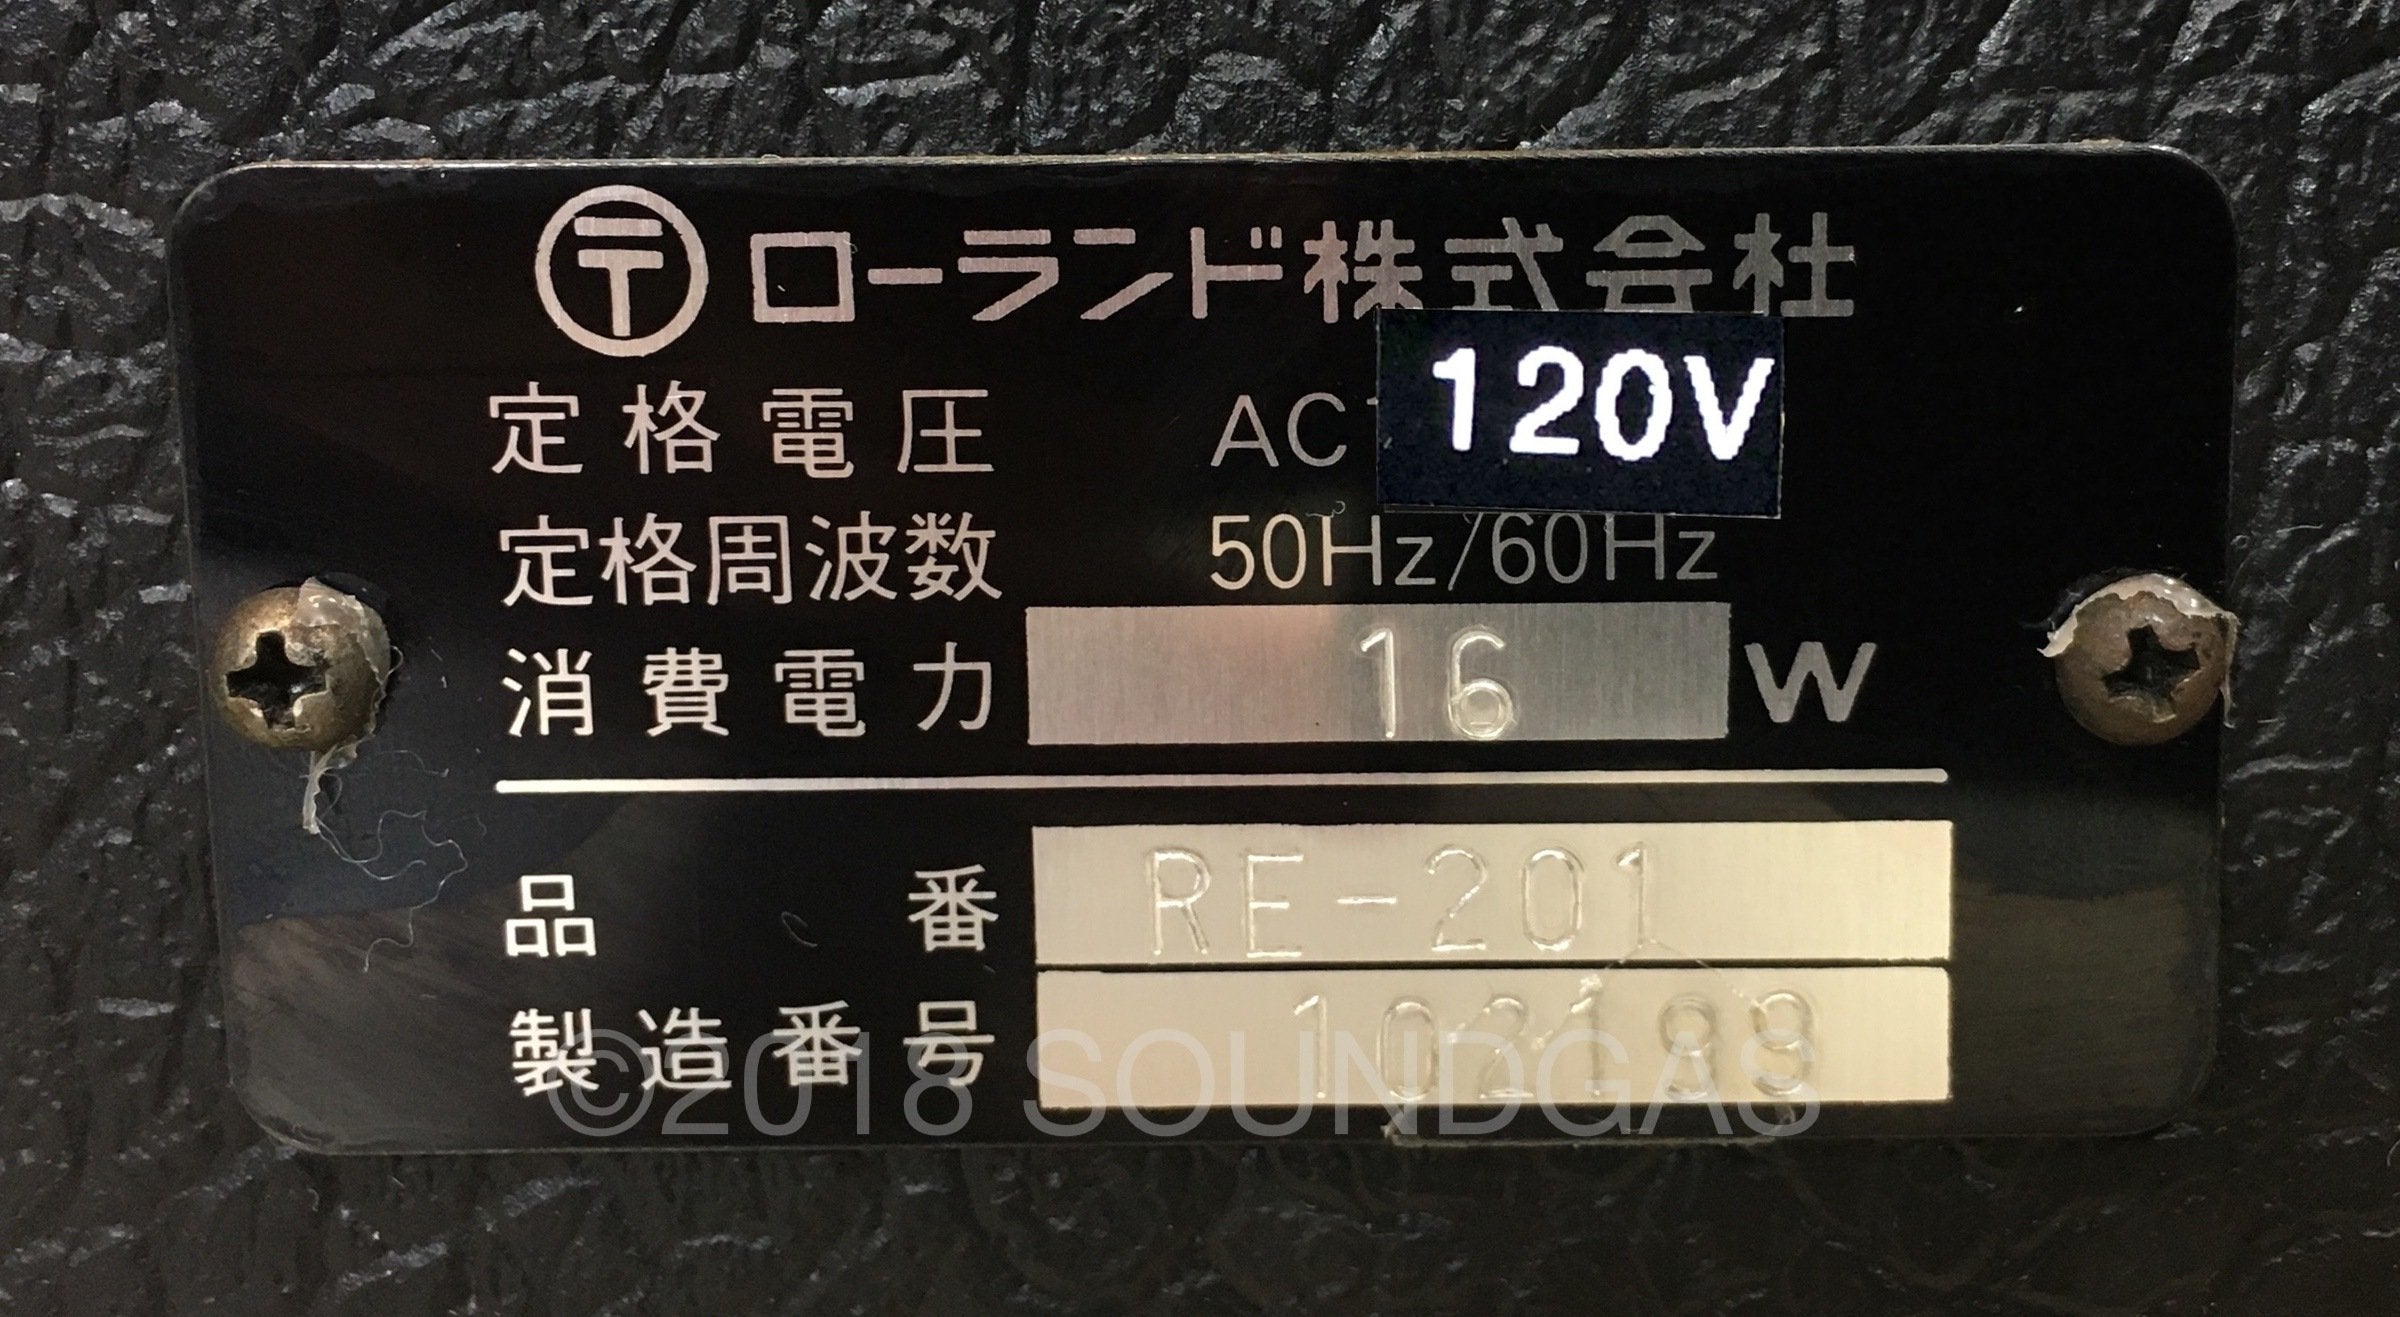 〒 ローランド株式会社
定格電圧 AC 120V
定格周波数 50Hz/60Hz
消費電力 16 W
品番 RE-201
製造番号 102199
©2018 SOUNDGAS